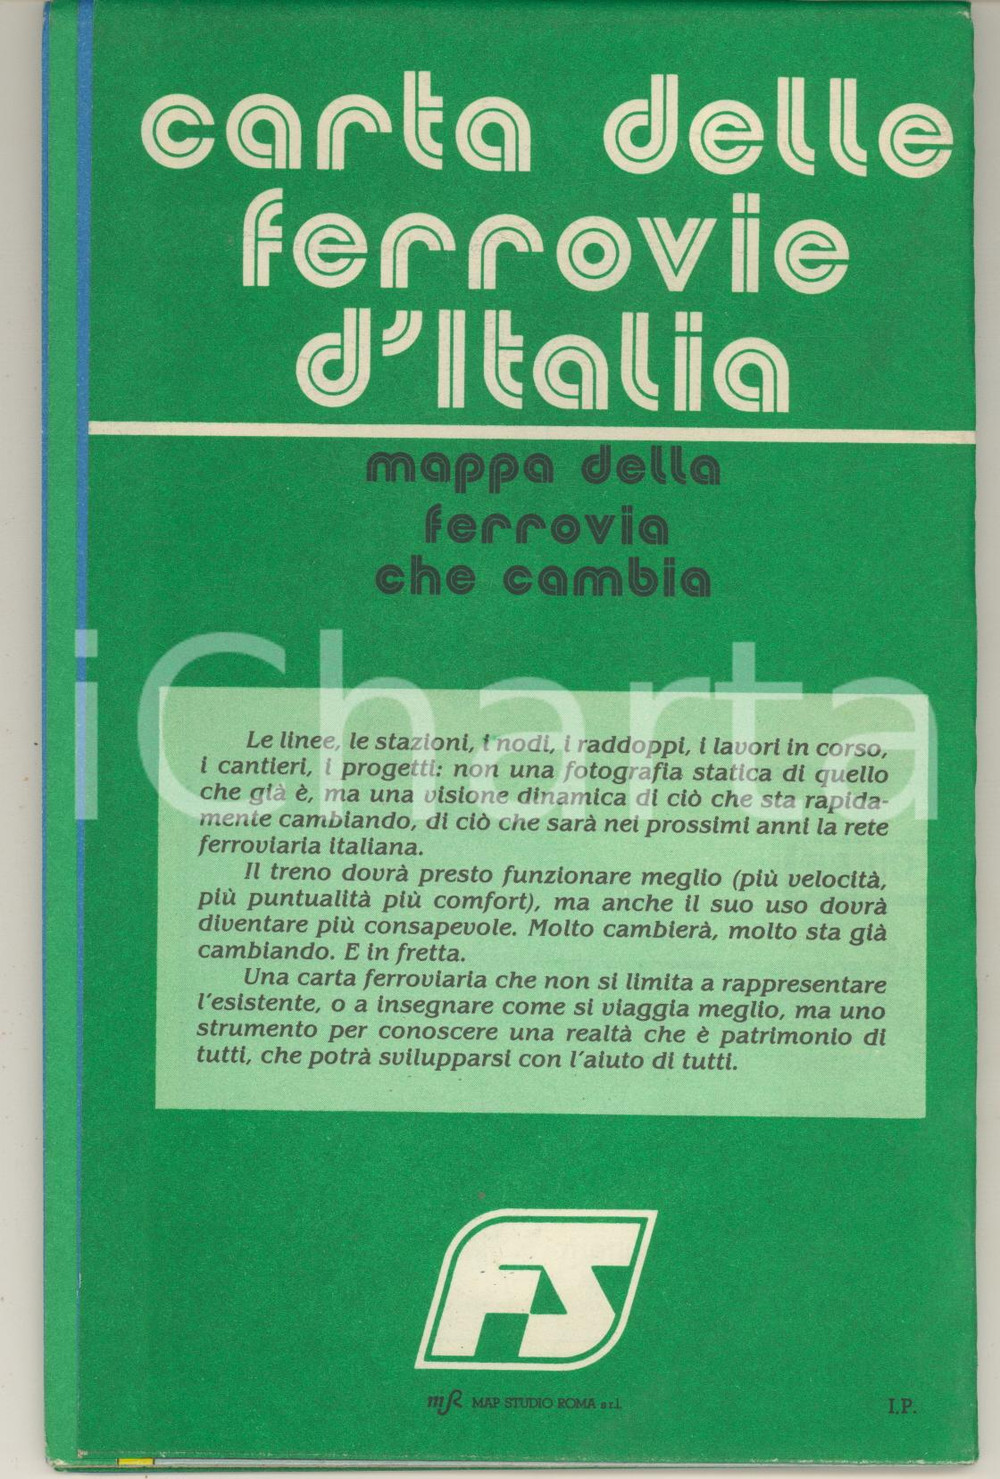 carta delle
ferrovie
d'Italia
mappa della
ferrovia
che cambia
iCharta
Le linee, le stazioni, i nodi, i raddoppi, i lavori in corso,
i cantieri, i progetti: non una fotografia statica di quello
che già è, ma una visione dinamica di ciò che sta rapida-
mente cambiando, di ciò che sarà nei prossimi anni la rete
ferroviaria italiana.
Il treno dovrà presto funzionare meglio (più velocità,
più puntualità più comfort), ma anche il suo uso dovrà
diventare più consapevole. Molto cambierà, molto sta già
cambiando. E in fretta.
Una carta ferroviaria che non si limita a rappresentare
l'esistente, o a insegnare come si viaggia meglio, ma uno
strumento per conoscere una realtà che è patrimonio di
tutti, che potrà svilupparsi con l'aiuto di tutti.
FS
mR MAP STUDIO ROMA s.r.l.
I.P.